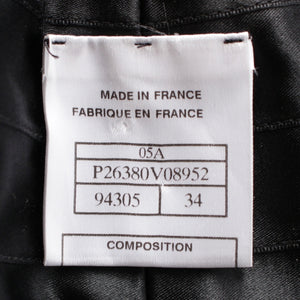 MADE IN FRANCE
FABRIQUE EN FRANCE
05A
P26380V08952
94305 34
COMPOSITION